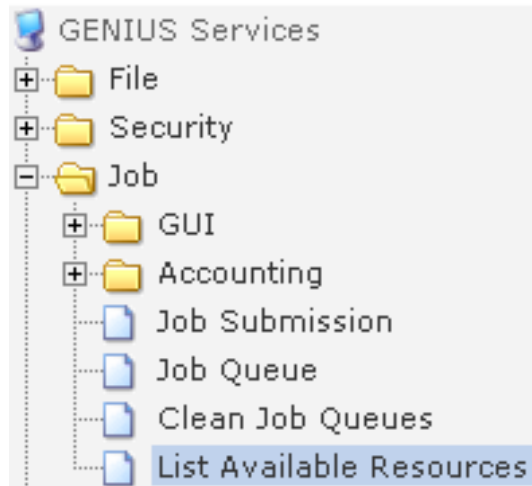 GENIUS Services
File
Security
Job
GUI
Accounting
Job Submission
Job Queue
Clean Job Queues
List Available Resources